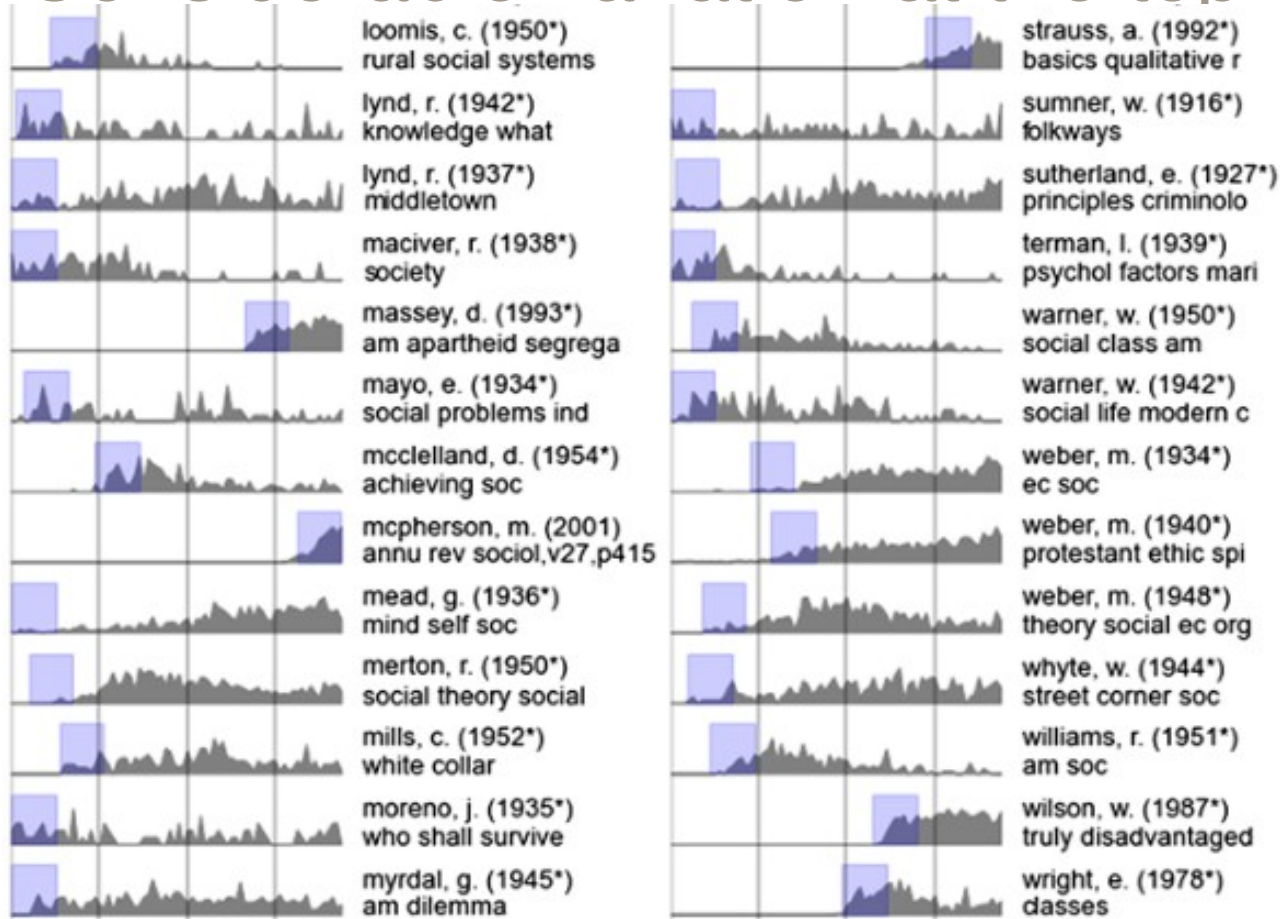 loomis, c. (1950*)
rural social systems
lynd, r. (1942*)
knowledge what
lynd, r. (1937*)
middletown
maciver, r. (1938*)
society
massey, d. (1993*)
am apartheid segrega
mayo, e. (1934*)
social problems ind
mcclelland, d. (1954*)
achieving soc
mcpherson, m. (2001)
annu rev sociol,v27,p415
mead, g. (1936*)
mind self soc
merton, r. (1950*)
social theory social
mills, c. (1952*)
white collar
moreno, j. (1935*)
who shall survive
myrdal, g. (1945*)
am dilemma
strauss, a. (1992*)
basics qualitative r
sumner, w. (1916*)
folkways
sutherland, e. (1927*)
principles criminolo
terman, l. (1939*)
psychol factors mari
warner, w. (1950*)
social class am
warner, w. (1942*)
social life modern c
weber, m. (1934*)
ec soc
weber, m. (1940*)
protestant ethic spi
weber, m. (1948*)
theory social ec org
whyte, w. (1944*)
street corner soc
williams, r. (1951*)
am soc
wilson, w. (1987*)
truly disadvantaged
wright, e. (1978*)
classes